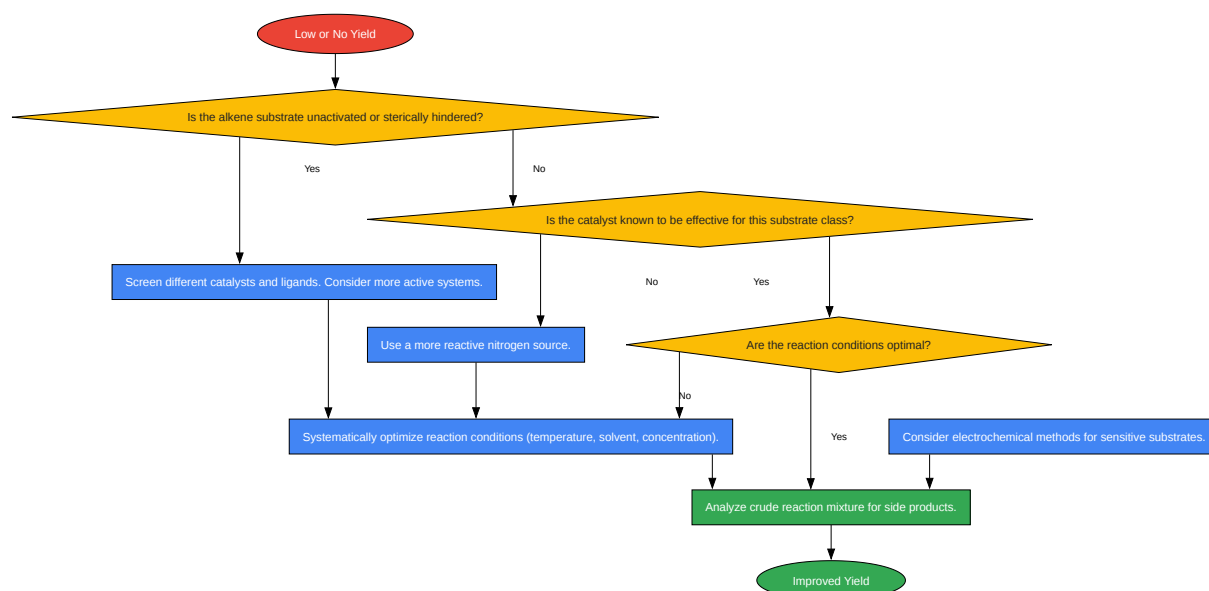 Low or No Yield
Is the alkene substrate unactivated or sterically hindered?
Yes
No
Is the catalyst known to be effective for this substrate class?
Screen different catalysts and ligands. Consider more active systems.
No
Yes
Use a more reactive nitrogen source.
Are the reaction conditions optimal?
No
Systematically optimize reaction conditions (temperature, solvent, concentration).
Yes
Consider electrochemical methods for sensitive substrates.
Analyze crude reaction mixture for side products.
Improved Yield